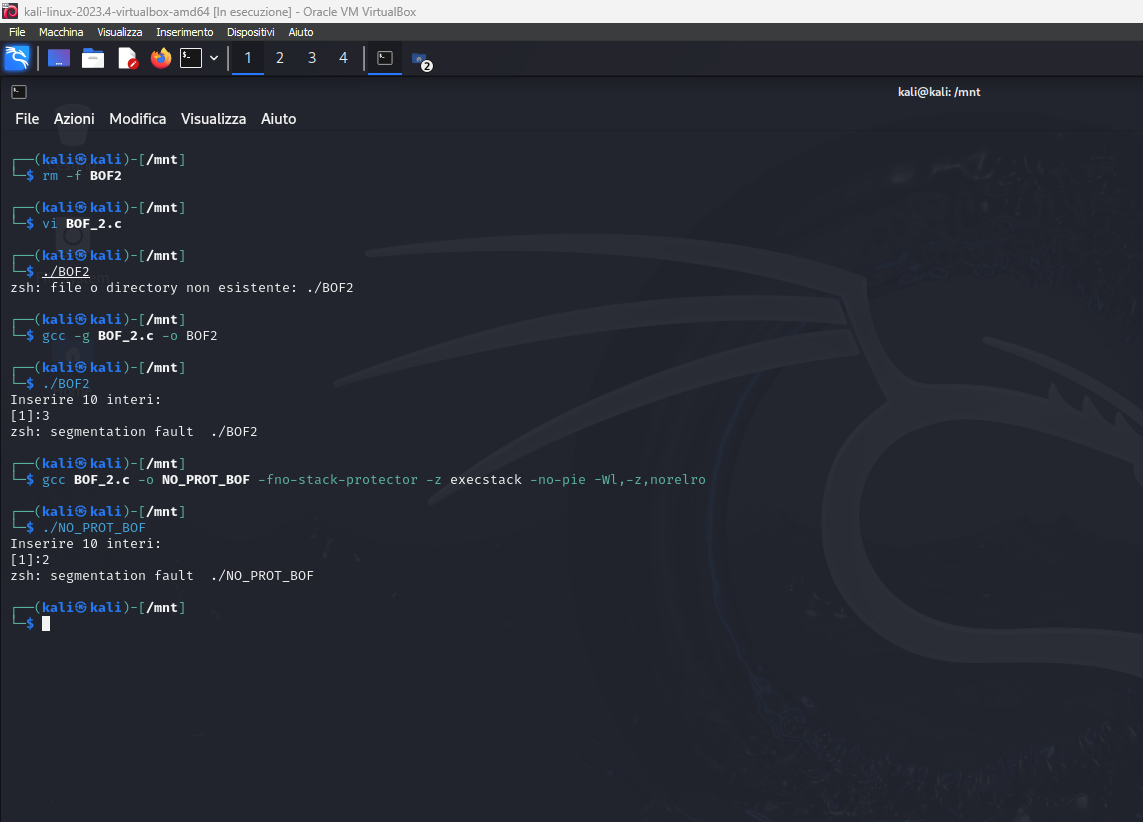 kali-linux-2023.4-virtualbox-amd64 [In esecuzione] - Oracle VM VirtualBox
File Macchina Visualizza Inserimento Dispositivi Aiuto
1 2 3 4 2
kali@kali: /mnt
File Azioni Modifica Visualizza Aiuto
┌──(kali㉿kali)-[/mnt]
└─$ rm -f BOF2
┌──(kali㉿kali)-[/mnt]
└─$ vi BOF_2.c
┌──(kali㉿kali)-[/mnt]
└─$ ./BOF2
zsh: file o directory non esistente: ./BOF2
┌──(kali㉿kali)-[/mnt]
└─$ gcc -g BOF_2.c -o BOF2
┌──(kali㉿kali)-[/mnt]
└─$ ./BOF2
Inserire 10 interi:
[1]:3
zsh: segmentation fault  ./BOF2
┌──(kali㉿kali)-[/mnt]
└─$ gcc BOF_2.c -o NO_PROT_BOF -fno-stack-protector -z execstack -no-pie -Wl,-z,norelro
┌──(kali㉿kali)-[/mnt]
└─$ ./NO_PROT_BOF
Inserire 10 interi:
[1]:2
zsh: segmentation fault  ./NO_PROT_BOF
┌──(kali㉿kali)-[/mnt]
└─$